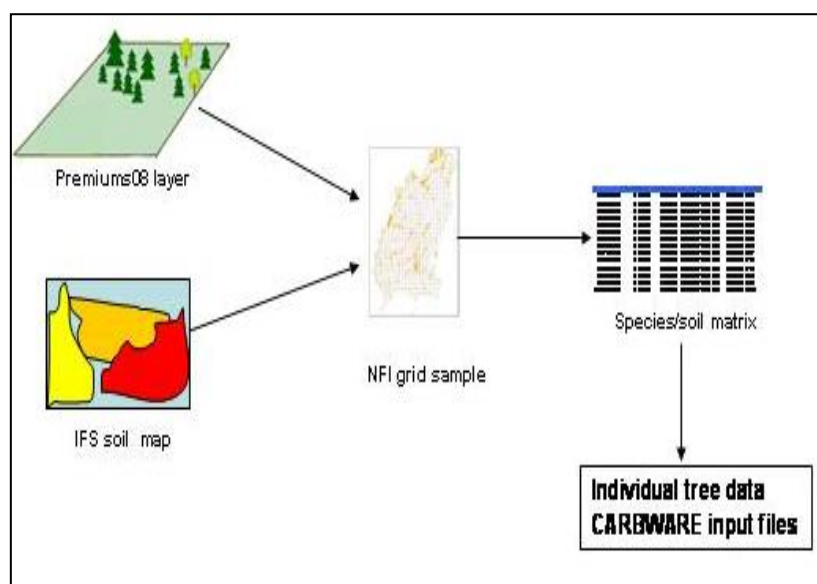 Premiums08 layer
IFS soil map
NFI grid sample
Species/soil matrix
Individual tree data
CARBWARE input files